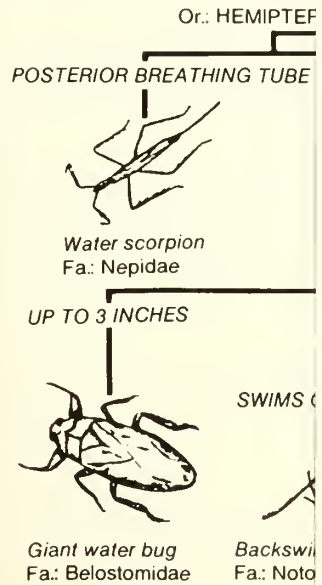 Or.: HEMIPTER
POSTERIOR BREATHING TUBE
Water scorpion
Fa.: Nepidae
UP TO 3 INCHES
SWIMS
Giant water bug
Fa.: Belostomidae
Backswi
Fa.: Noto